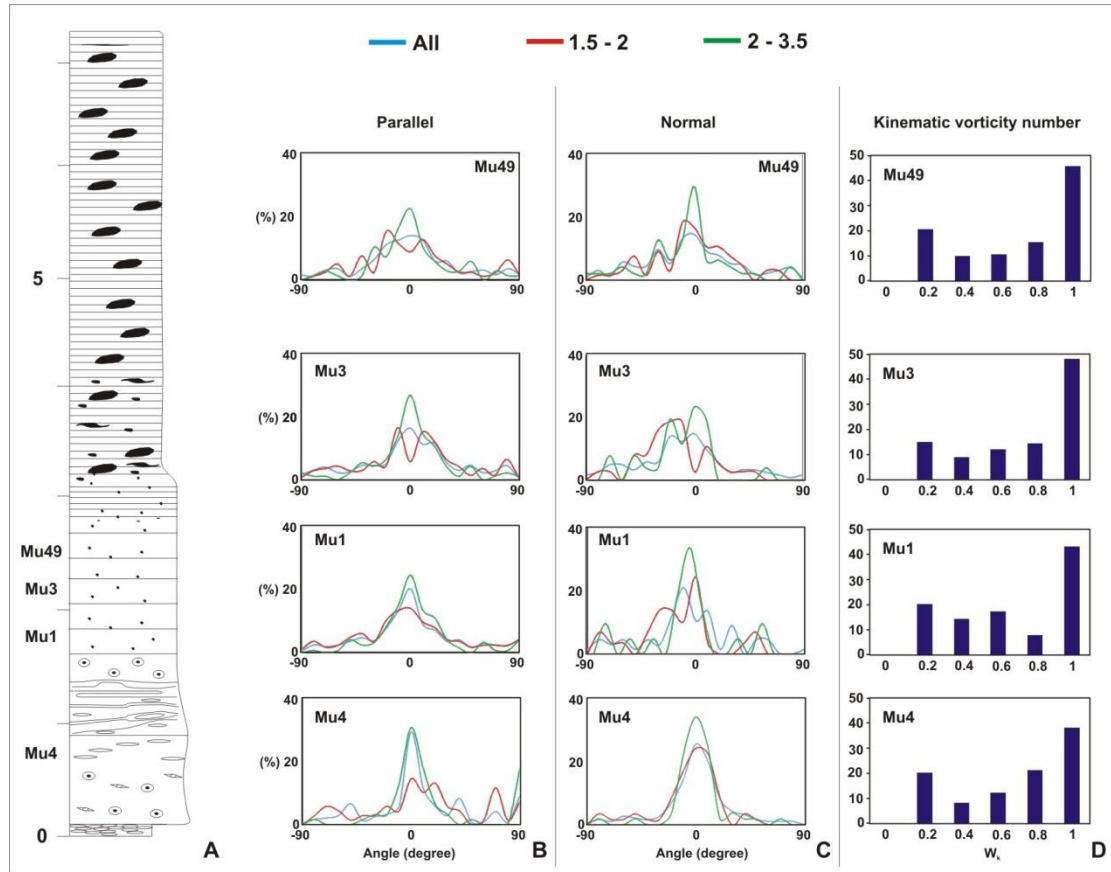 All 1.5 - 2 2 - 3.5
Parallel Normal Kinematic vorticity number
5
Mu49
Mu3
Mu1
Mu4
0
A
40
Mu49
(%) 20
0
-90 0 90
40
Mu3
(%) 20
0
-90 0 90
40
Mu1
(%) 20
0
-90 0 90
40
Mu4
(%) 20
0
-90 0 90
Angle (degree)
B
40
Mu49
20
0
-90 0 90
40
Mu3
20
0
-90 0 90
40
Mu1
20
0
-90 0 90
40
Mu4
20
0
-90 0 90
Angle (degree)
C
50
Mu49
40
30
20
10
0
0 0.2 0.4 0.6 0.8 1
50
Mu3
40
30
20
10
0
0 0.2 0.4 0.6 0.8 1
50
Mu1
40
30
20
10
0
0 0.2 0.4 0.6 0.8 1
50
Mu4
40
30
20
10
0
0 0.2 0.4 0.6 0.8 1
Wk
D